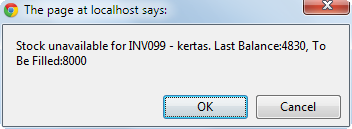 The page at localhost says:
Stock unavailable for INV099 - kertas. Last Balance:4830, To
Be Filled:8000
OK
Cancel